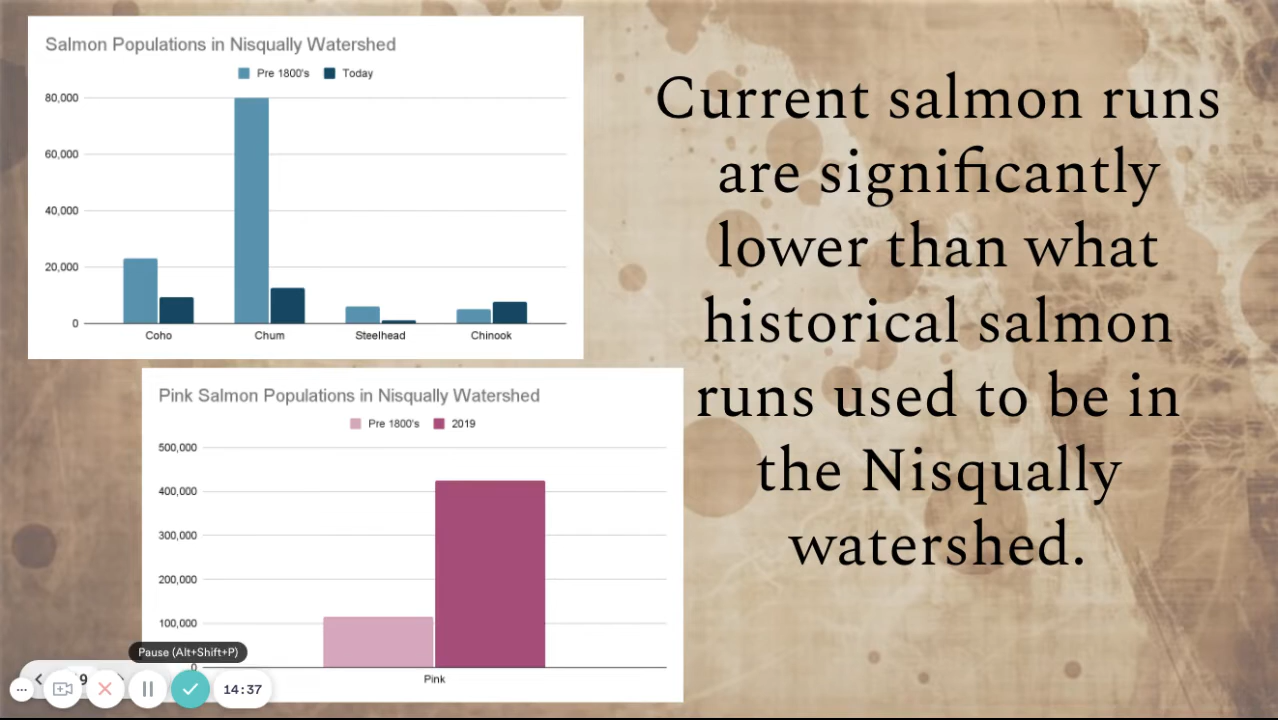 Salmon Populations in Nisqually Watershed
Pre 1800's Today
80,000
60,000
40,000
20,000
0
Coho Chum Steelhead Chinook
Pink Salmon Populations in Nisqually Watershed
Pre 1800's 2019
500,000
400,000
300,000
200,000
100,000
0
Pink
Current salmon runs
are significantly
lower than what
historical salmon
runs used to be in
the Nisqually
watershed.
Pause (Alt+Shift+P)
9
14:37